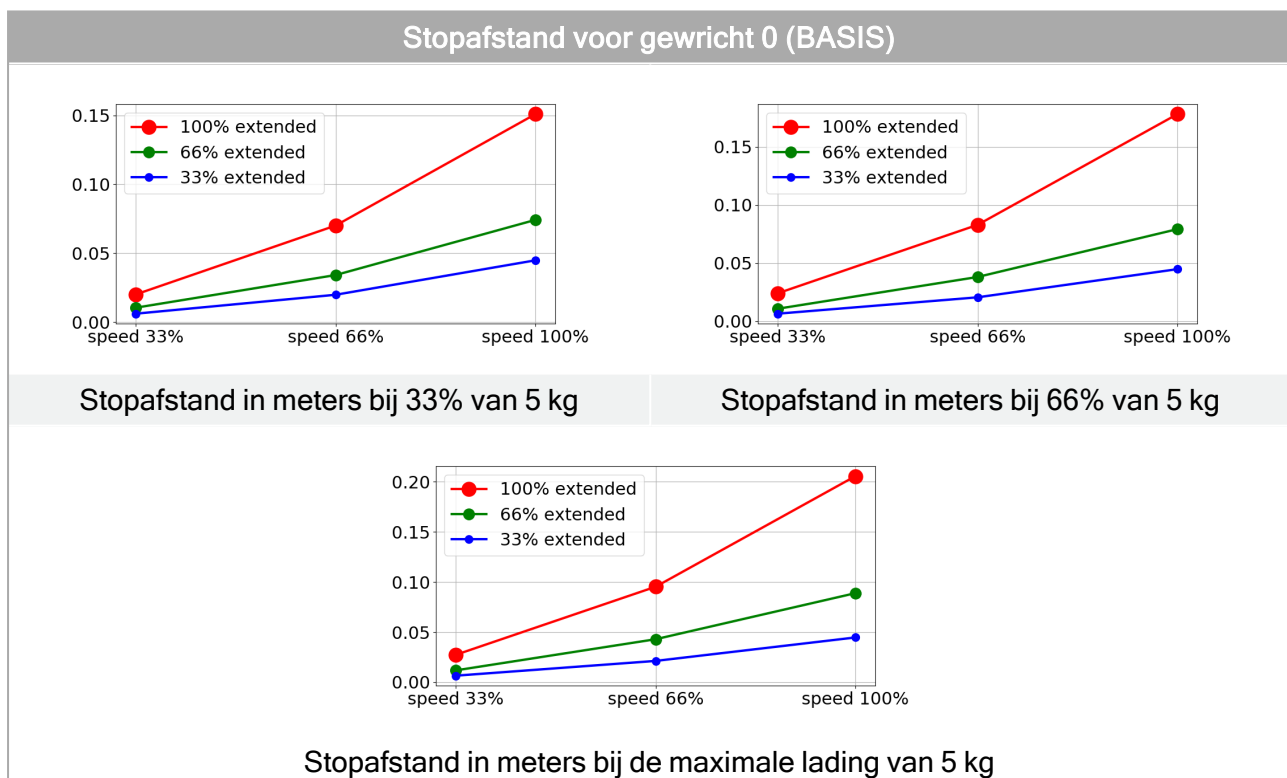 Stopafstand voor gewricht 0 (BASIS)
0.15
0.10
0.05
0.00
100% extended
66% extended
33% extended
speed 33% speed 66% speed 100%
0.15
0.10
0.05
0.00
100% extended
66% extended
33% extended
speed 33% speed 66% speed 100%
Stopafstand in meters bij 33% van 5 kg
Stopafstand in meters bij 66% van 5 kg
0.20
0.15
0.10
0.05
0.00
100% extended
66% extended
33% extended
speed 33% speed 66% speed 100%
Stopafstand in meters bij de maximale lading van 5 kg